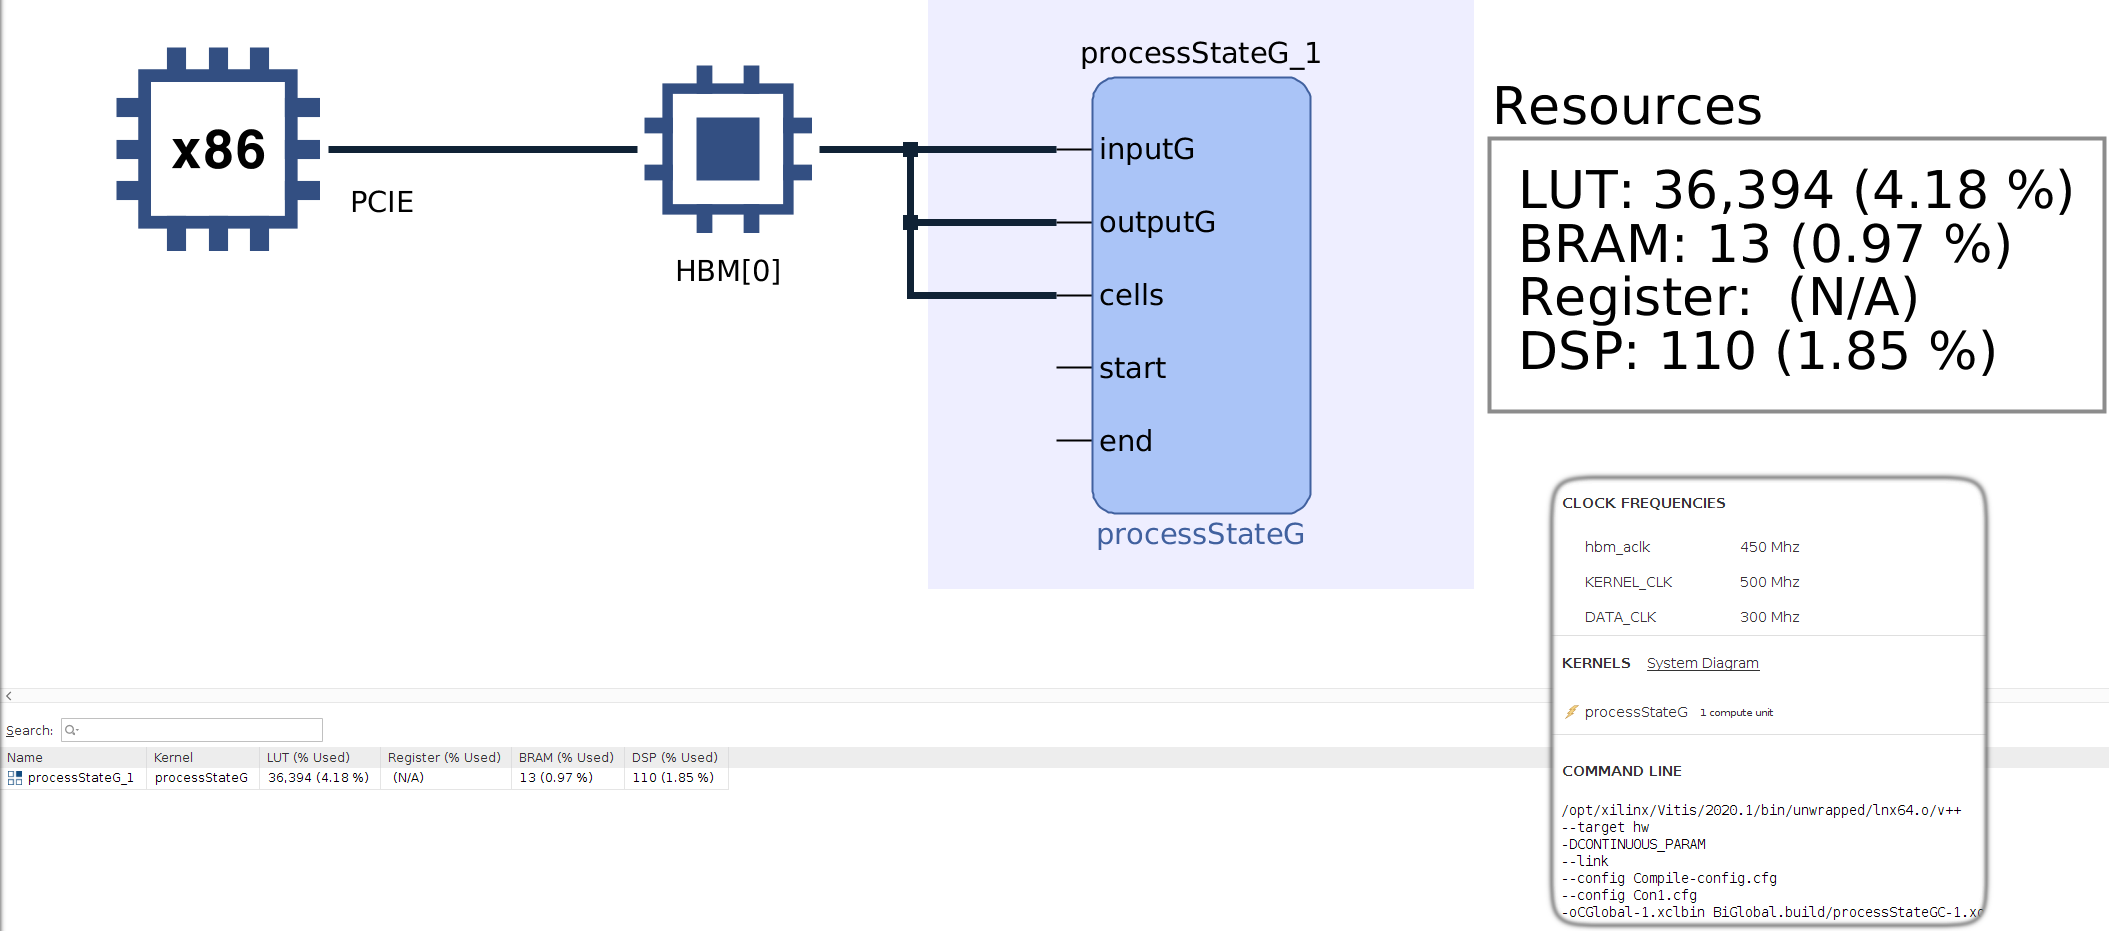 processStateG_1
x86
PCIE
HBM[0]
inputG
outputG
cells
start
end
processStateG
Resources
LUT: 36,394 (4.18 %)
BRAM: 13 (0.97 %)
Register:  (N/A)
DSP: 110 (1.85 %)
CLOCK FREQUENCIES
hbm_aclk 450 Mhz
KERNEL_CLK 500 Mhz
DATA_CLK 300 Mhz
KERNELS System Diagram
processStateG 1 compute unit
COMMAND LINE
/opt/xilinx/Vitis/2020.1/bin/unwrapped/lnx64.o/v++
--target hw
-DCONTINUOUS_PARAM
--link
--config Compile-config.cfg
--config Con1.cfg
-oCGlobal-1.xclbin BiGlobal.build/processStateGC-1.xc
Search:
Name Kernel LUT (% Used) Register (% Used) BRAM (% Used) DSP (% Used)
processStateG_1 processStateG 36,394 (4.18 %) (N/A) 13 (0.97 %) 110 (1.85 %)